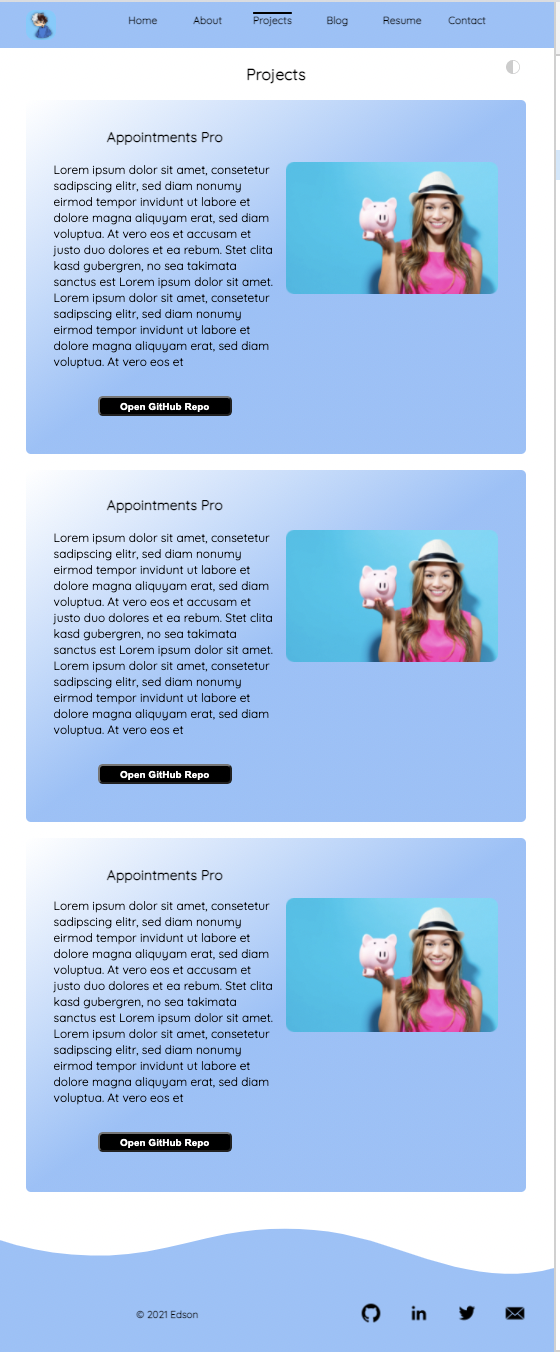 Home About Projects Blog Resume Contact
Projects
Appointments Pro
Lorem ipsum dolor sit amet, consetetur
sadipscing elitr, sed diam nonumy
eirmod tempor invidunt ut labore et
dolore magna aliquyam erat, sed diam
voluptua. At vero eos et accusam et
justo duo dolores et ea rebum. Stet clita
kasd gubergren, no sea takimata
sanctus est Lorem ipsum dolor sit amet.
Lorem ipsum dolor sit amet, consetetur
sadipscing elitr, sed diam nonumy
eirmod tempor invidunt ut labore et
dolore magna aliquyam erat, sed diam
voluptua. At vero eos et
Open GitHub Repo
Appointments Pro
Lorem ipsum dolor sit amet, consetetur
sadipscing elitr, sed diam nonumy
eirmod tempor invidunt ut labore et
dolore magna aliquyam erat, sed diam
voluptua. At vero eos et accusam et
justo duo dolores et ea rebum. Stet clita
kasd gubergren, no sea takimata
sanctus est Lorem ipsum dolor sit amet.
Lorem ipsum dolor sit amet, consetetur
sadipscing elitr, sed diam nonumy
eirmod tempor invidunt ut labore et
dolore magna aliquyam erat, sed diam
voluptua. At vero eos et
Open GitHub Repo
Appointments Pro
Lorem ipsum dolor sit amet, consetetur
sadipscing elitr, sed diam nonumy
eirmod tempor invidunt ut labore et
dolore magna aliquyam erat, sed diam
voluptua. At vero eos et accusam et
justo duo dolores et ea rebum. Stet clita
kasd gubergren, no sea takimata
sanctus est Lorem ipsum dolor sit amet.
Lorem ipsum dolor sit amet, consetetur
sadipscing elitr, sed diam nonumy
eirmod tempor invidunt ut labore et
dolore magna aliquyam erat, sed diam
voluptua. At vero eos et
Open GitHub Repo
© 2021 Edson